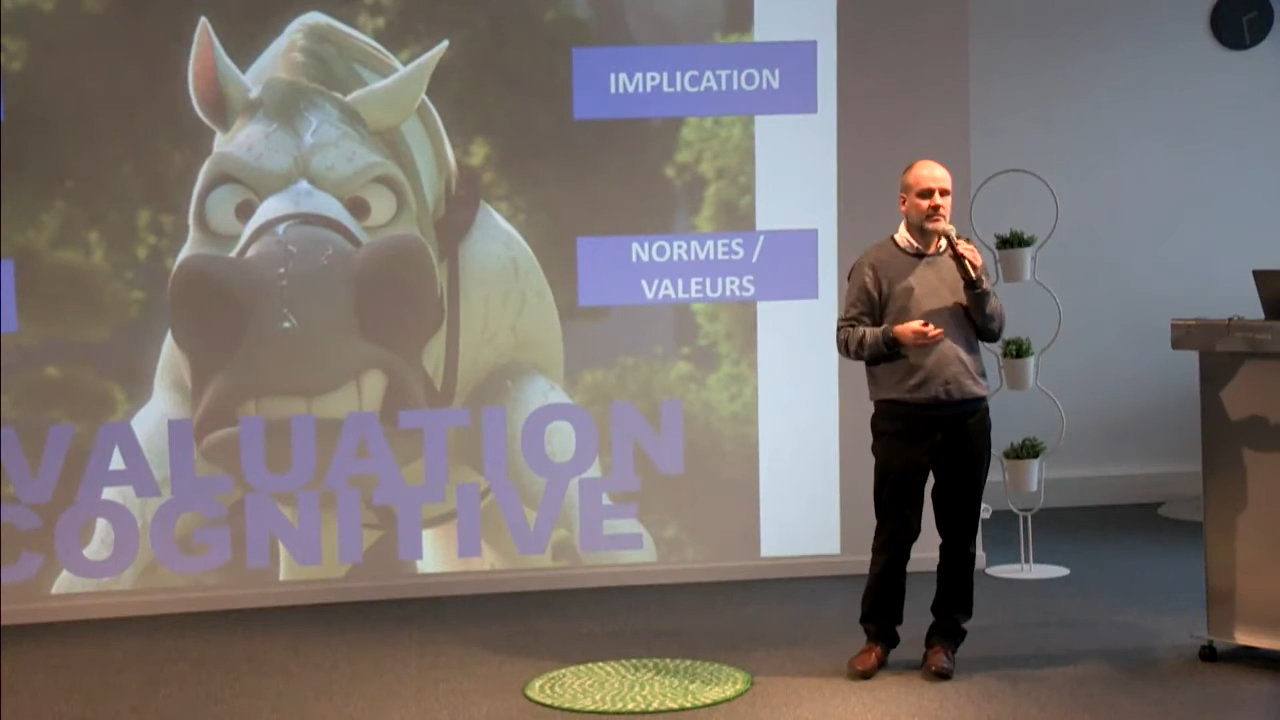 IMPLICATION
NORMES /
VALEURS
VALUATION
COGNITIVE